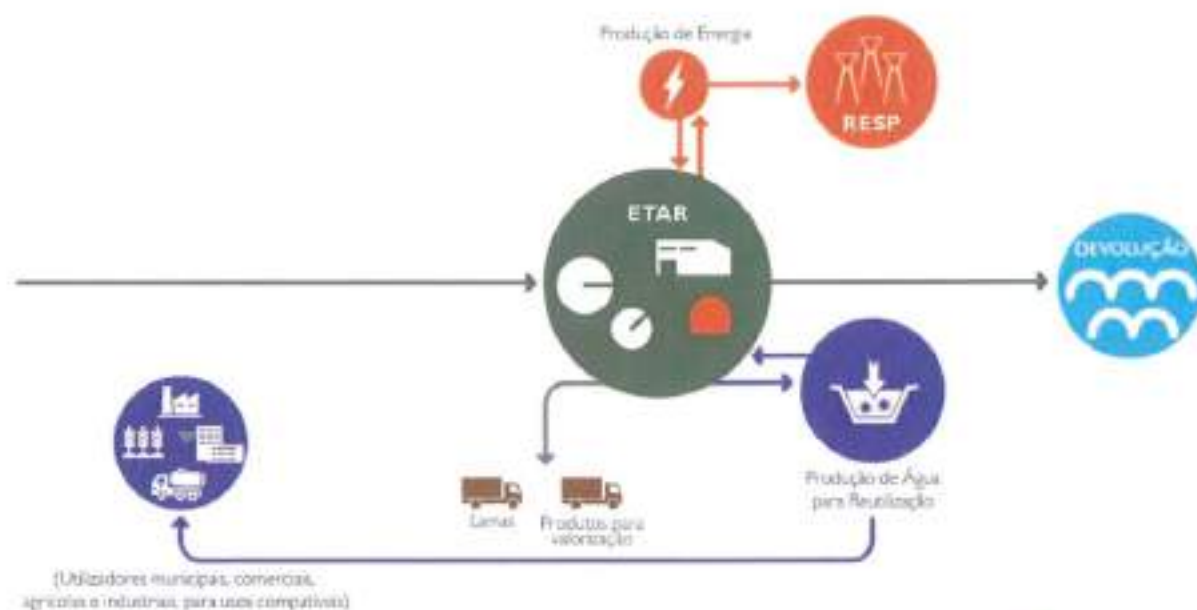 Produção de Energia
RESP
ETAR
DEVOLUÇÃO
Produção de Água
para Reutilização
Lamas
Produtos para
valorização
(Utilizadores municipais, comerciais,
agrícolas e industriais, para usos compatíveis)